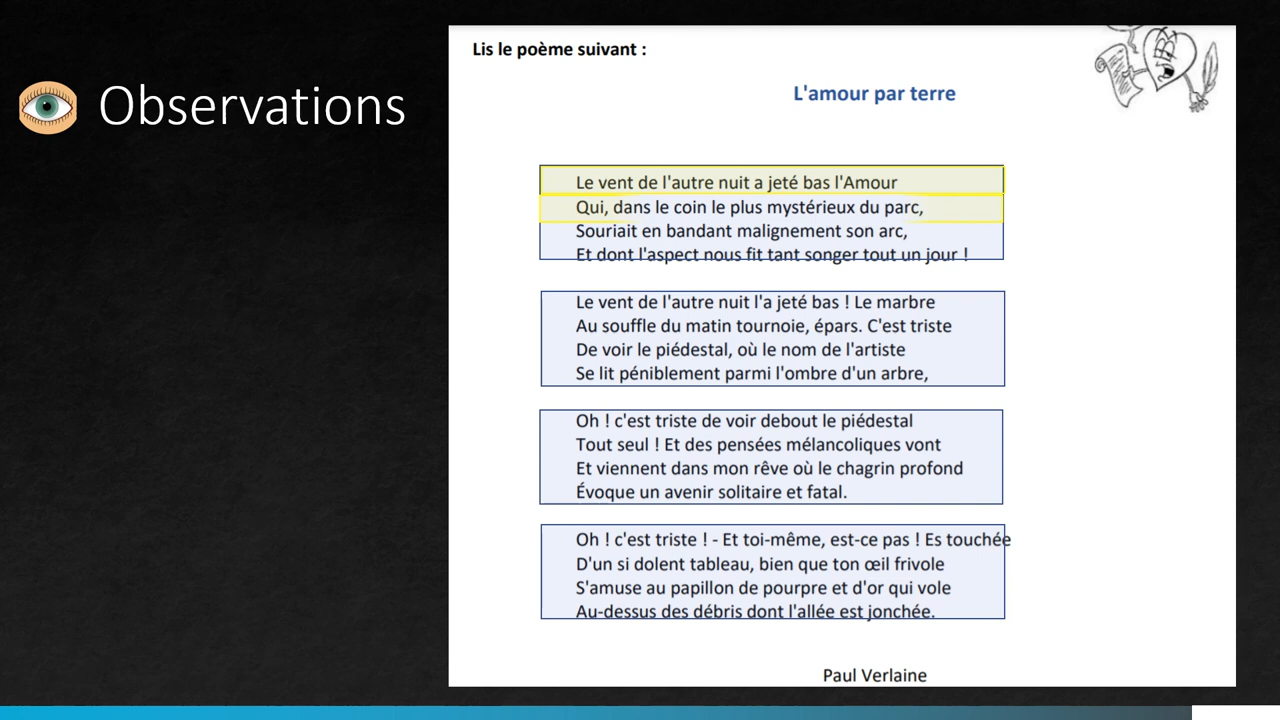 Observations
Lis le poème suivant :
L'amour par terre
Le vent de l'autre nuit a jeté bas l'Amour
Qui, dans le coin le plus mystérieux du parc,
Souriait en bandant malignement son arc,
Et dont l'aspect nous fit tant songer tout un jour !
Le vent de l'autre nuit l'a jeté bas ! Le marbre
Au souffle du matin tournoie, épars. C'est triste
De voir le piédestal, où le nom de l'artiste
Se lit péniblement parmi l'ombre d'un arbre,
Oh ! c'est triste de voir debout le piédestal
Tout seul ! Et des pensées mélancoliques vont
Et viennent dans mon rêve où le chagrin profond
Évoque un avenir solitaire et fatal.
Oh ! c'est triste ! - Et toi-même, est-ce pas ! Es touchée
D'un si dolent tableau, bien que ton œil frivole
S'amuse au papillon de pourpre et d'or qui vole
Au-dessus des débris dont l'allée est jonchée.
Paul Verlaine